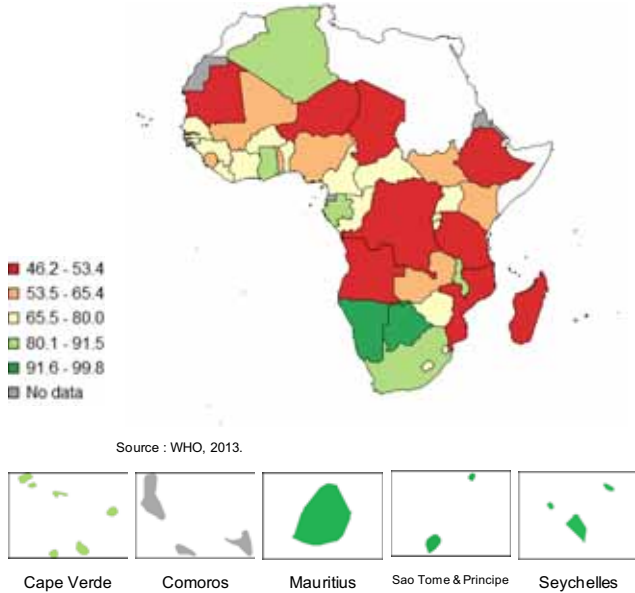 46.2 - 53.4
53.5 - 65.4
65.5 - 80.0
80.1 - 91.5
91.6 - 99.8
No data
Source : WHO, 2013.
Cape Verde
Comoros
Mauritius
Sao Tome & Principe
Seychelles